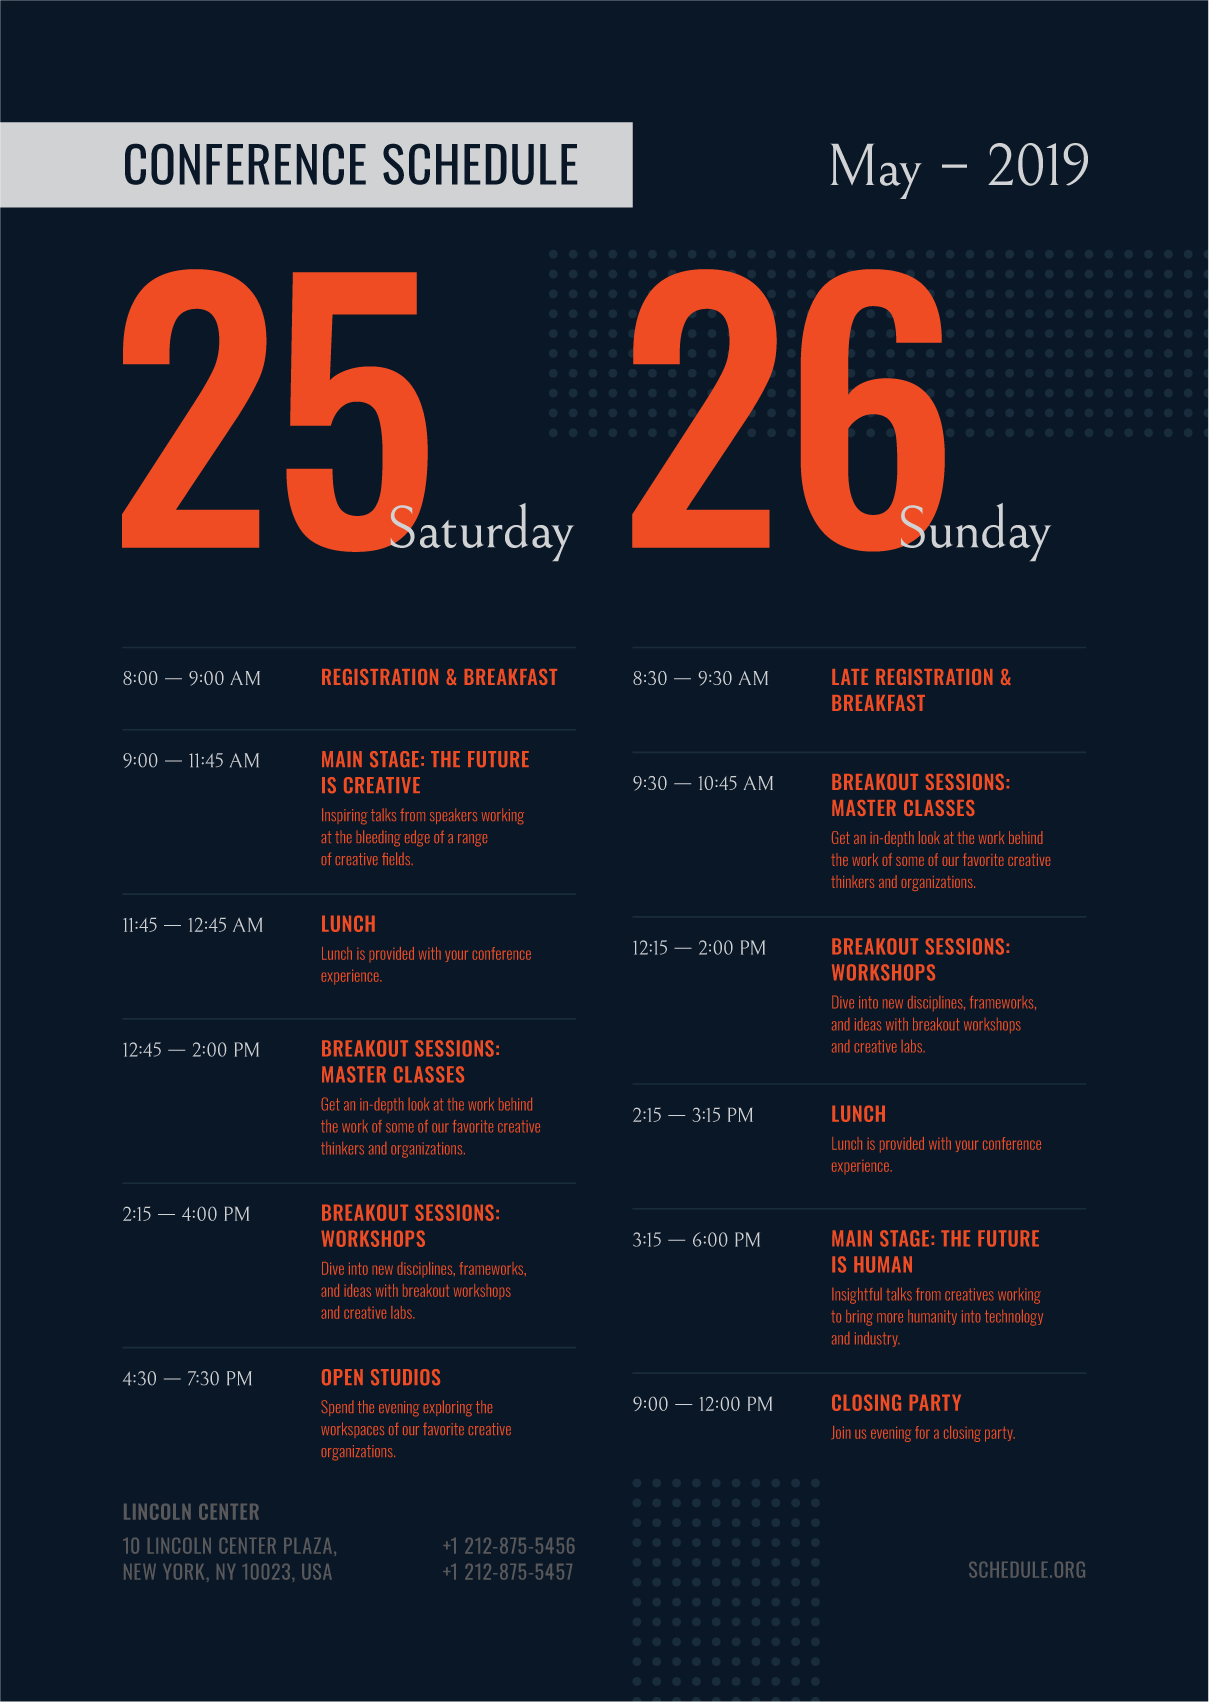 CONFERENCE SCHEDULE
May – 2019
25
Saturday
26
Sunday
8:00 — 9:00 AM
REGISTRATION & BREAKFAST
9:00 — 11:45 AM
MAIN STAGE: THE FUTURE
IS CREATIVE
Inspiring talks from speakers working
at the bleeding edge of a range
of creative fields.
11:45 — 12:45 AM
LUNCH
Lunch is provided with your conference
experience.
12:45 — 2:00 PM
BREAKOUT SESSIONS:
MASTER CLASSES
Get an in-depth look at the work behind
the work of some of our favorite creative
thinkers and organizations.
2:15 — 4:00 PM
BREAKOUT SESSIONS:
WORKSHOPS
Dive into new disciplines, frameworks,
and ideas with breakout workshops
and creative labs.
4:30 — 7:30 PM
OPEN STUDIOS
Spend the evening exploring the
workspaces of our favorite creative
organizations.
8:30 — 9:30 AM
LATE REGISTRATION &
BREAKFAST
9:30 — 10:45 AM
BREAKOUT SESSIONS:
MASTER CLASSES
Get an in-depth look at the work behind
the work of some of our favorite creative
thinkers and organizations.
12:15 — 2:00 PM
BREAKOUT SESSIONS:
WORKSHOPS
Dive into new disciplines, frameworks,
and ideas with breakout workshops
and creative labs.
2:15 — 3:15 PM
LUNCH
Lunch is provided with your conference
experience.
3:15 — 6:00 PM
MAIN STAGE: THE FUTURE
IS HUMAN
Insightful talks from creatives working
to bring more humanity into technology
and industry.
9:00 — 12:00 PM
CLOSING PARTY
Join us evening for a closing party.
LINCOLN CENTER
10 LINCOLN CENTER PLAZA,
NEW YORK, NY 10023, USA
+1 212-875-5456
+1 212-875-5457
SCHEDULE.ORG